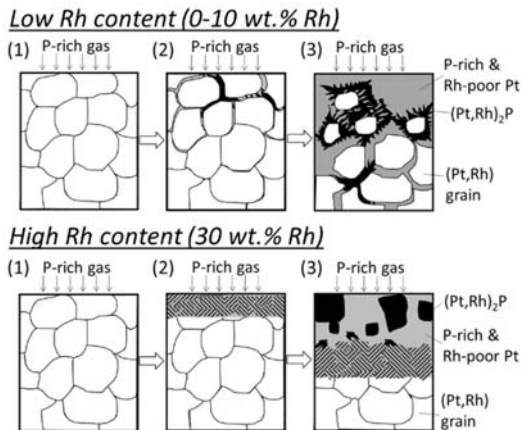 Low Rh content (0-10 wt.% Rh)
(1) P-rich gas (2) P-rich gas (3) P-rich gas
P-rich &
Rh-poor Pt
(Pt,Rh)₂P
(Pt,Rh)
grain
High Rh content (30 wt.% Rh)
(1) P-rich gas (2) P-rich gas (3) P-rich gas
(Pt,Rh)₂P
P-rich &
Rh-poor Pt
(Pt,Rh)
grain